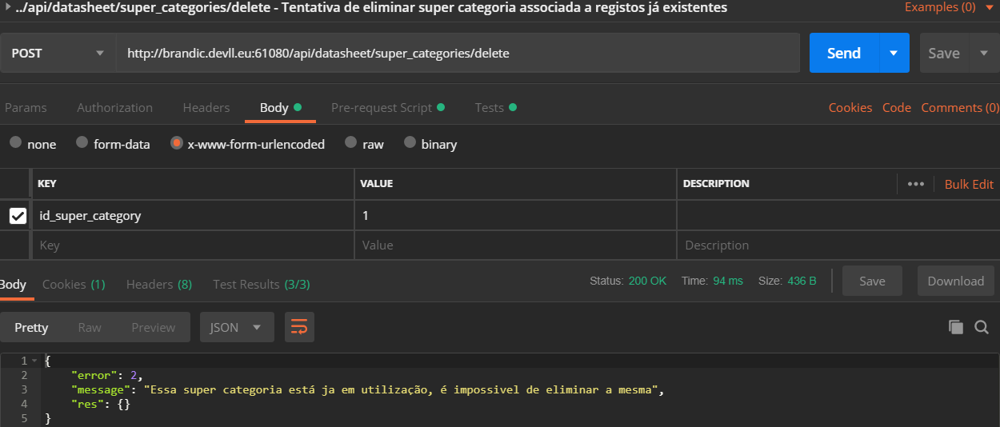 ../api/datasheet/super_categories/delete - Tentativa de eliminar super categoria associada a registos já existentes Examples (0)
POST http://brandic.devll.eu:61080/api/datasheet/super_categories/delete Send Save
Params Authorization Headers Body Pre-request Script Tests Cookies Code Comments (0)
none form-data x-www-form-urlencoded raw binary
KEY VALUE DESCRIPTION ••• Bulk Edit
id_super_category 1
Key Value Description
Body Cookies (1) Headers (8) Test Results (3/3) Status: 200 OK Time: 94 ms Size: 436 B Save Download
Pretty Raw Preview JSON
1 {
2 "error": 2,
3 "message": "Essa super categoria está ja em utilização, é impossivel de eliminar a mesma",
4 "res": {}
5 }